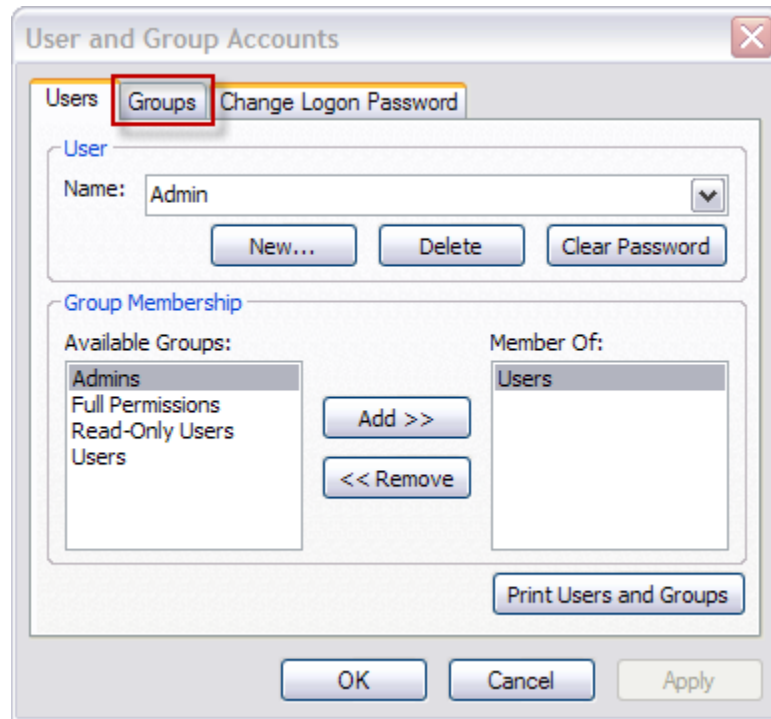 User and Group Accounts
Users Groups Change Logon Password
User
Name: Admin
New... Delete Clear Password
Group Membership
Available Groups: Member Of:
Admins Users
Full Permissions
Read-Only Users
Users
Add >>
<< Remove
Print Users and Groups
OK Cancel Apply